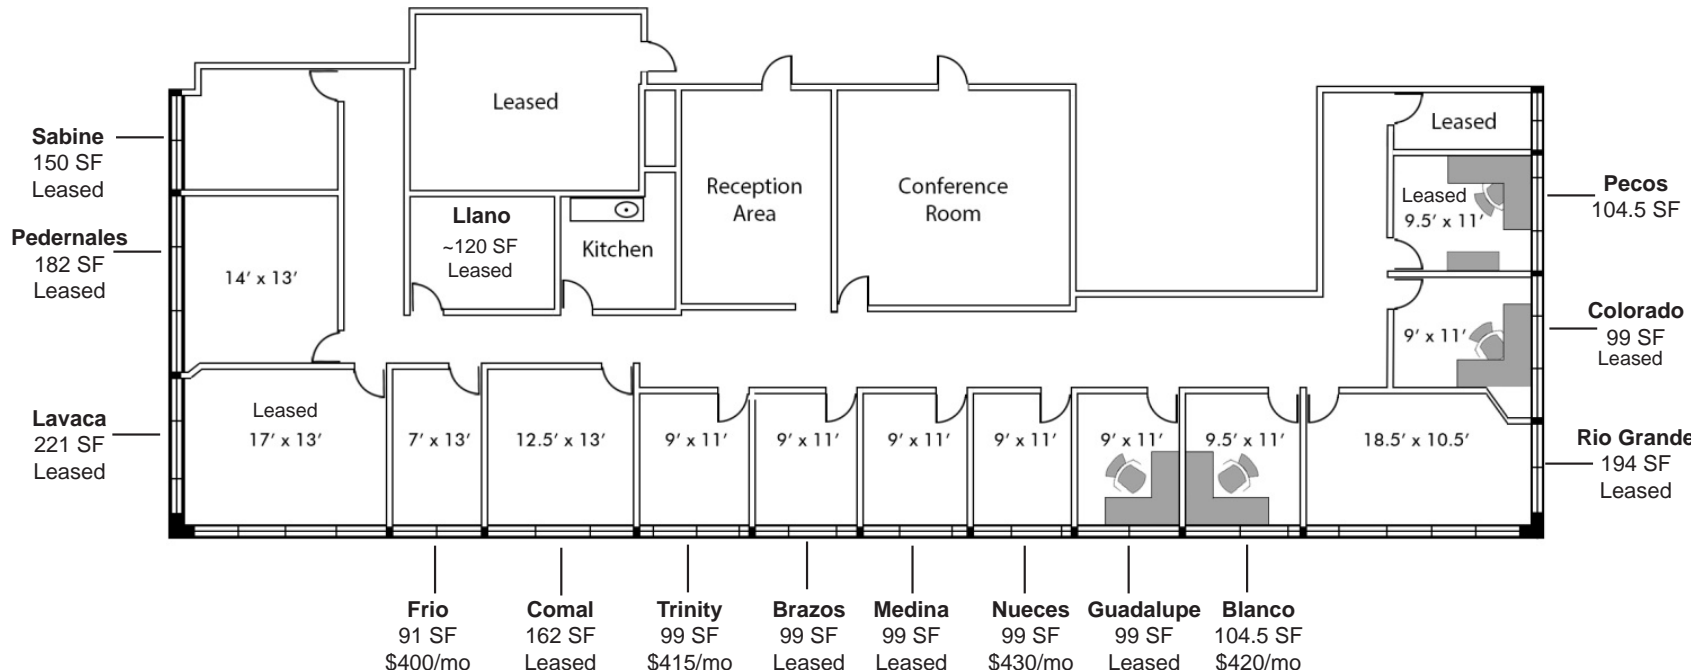 Leased
Sabine
150 SF
Leased
Pedernales
182 SF
Leased
14' x 13'
Llano
~120 SF
Leased
Kitchen
Reception
Area
Conference
Room
Leased
Leased
9.5' x 11'
Pecos
104.5 SF
Colorado
99 SF
Leased
9' x 11'
Lavaca
221 SF
Leased
Leased
17' x 13'
7' x 13'
12.5' x 13'
9' x 11'
9' x 11'
9' x 11'
9' x 11'
9' x 11'
9.5' x 11'
18.5' x 10.5'
Rio Grande
194 SF
Leased
Frio
91 SF
$400/mo
Comal
162 SF
Leased
Trinity
99 SF
$415/mo
Brazos
99 SF
Leased
Medina
99 SF
Leased
Nueces
99 SF
$430/mo
Guadalupe
99 SF
Leased
Blanco
104.5 SF
$420/mo